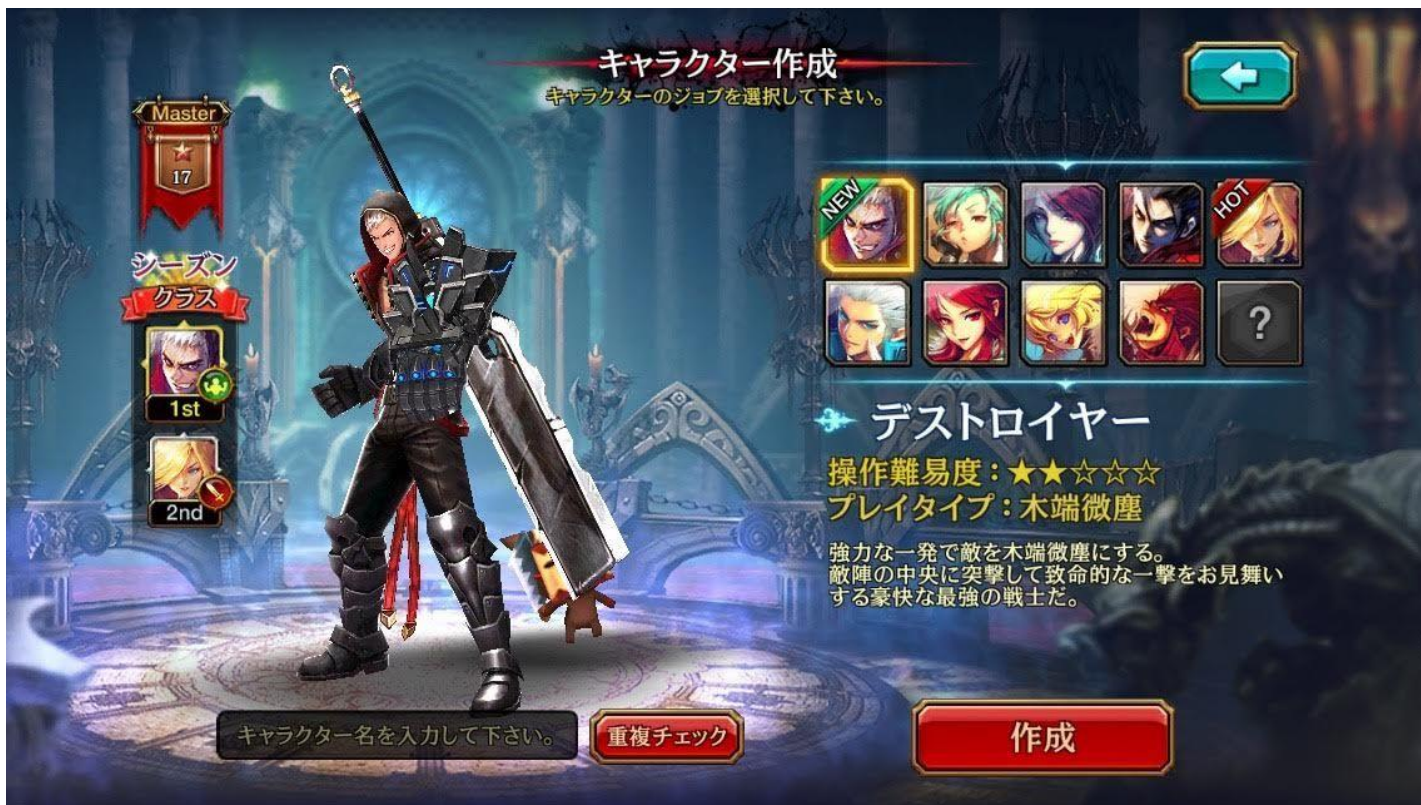 キャラクター作成
キャラクターのジョブを選択して下さい。
Master
17
シーズン
クラス
1st
2nd
NEW
HOT
?
デストロイヤー
操作難易度：★★☆☆☆
プレイタイプ：木端微塵
強力な一発で敵を木端微塵にする。
敵陣の中央に突撃して致命的な一撃をお見舞い
する豪快な最強の戦士だ。
キャラクター名を入力して下さい。
重複チェック
作成